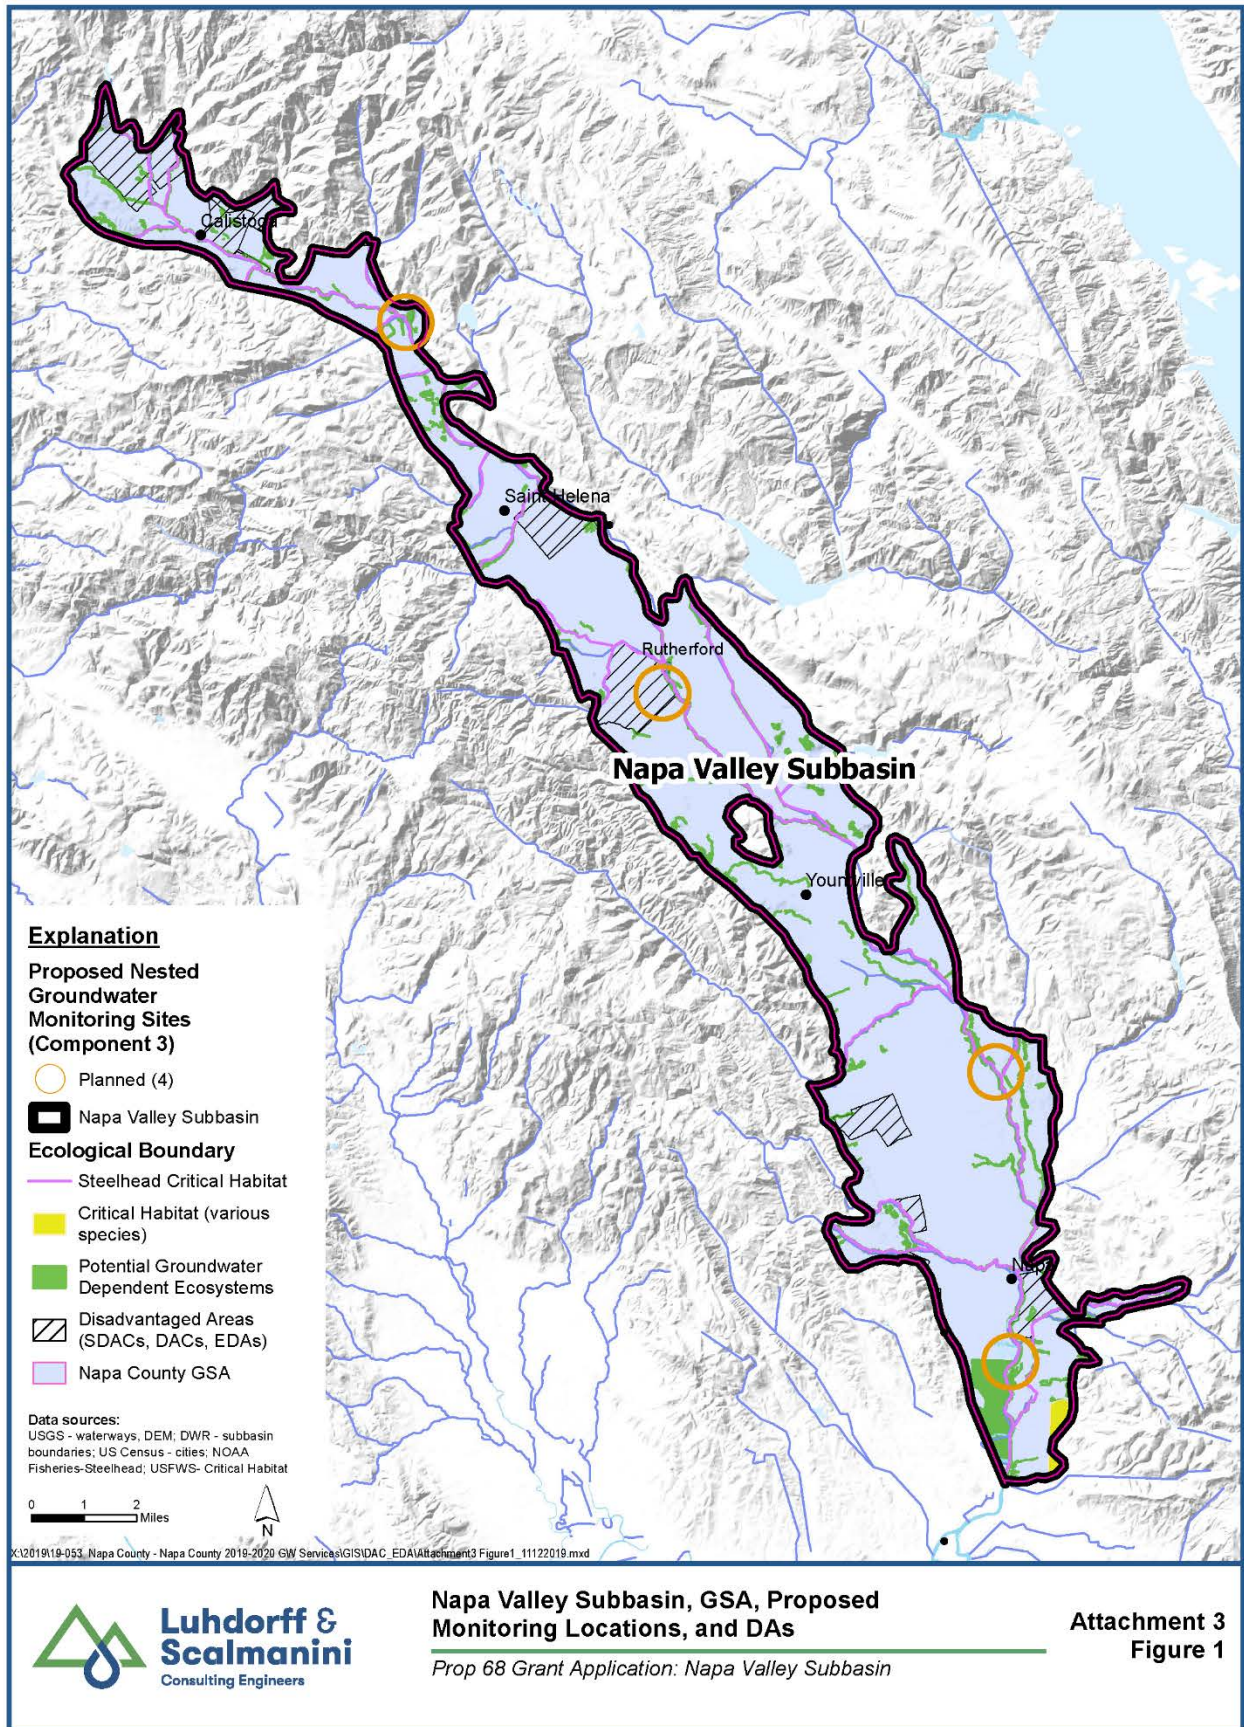 Calistoga
Saint Helena
Rutherford
Napa Valley Subbasin
Yountville
Napa
Explanation
Proposed Nested
Groundwater
Monitoring Sites
(Component 3)
Planned (4)
Napa Valley Subbasin
Ecological Boundary
Steelhead Critical Habitat
Critical Habitat (various
species)
Potential Groundwater
Dependent Ecosystems
Disadvantaged Areas
(SDACs, DACs, EDAs)
Napa County GSA
Data sources:
USGS - waterways, DEM; DWR - subbasin
boundaries; US Census - cities; NOAA
Fisheries-Steelhead; USFWS- Critical Habitat
0 1 2
Miles
N
X:\2019\19-053_Napa County - Napa County 2019-2020 GW Services\GIS\DAC_EDA\Attachment3 Figure1_11122019.mxd
Luhdorff &
Scalmanini
Consulting Engineers
Napa Valley Subbasin, GSA, Proposed
Monitoring Locations, and DAs
Prop 68 Grant Application: Napa Valley Subbasin
Attachment 3
Figure 1